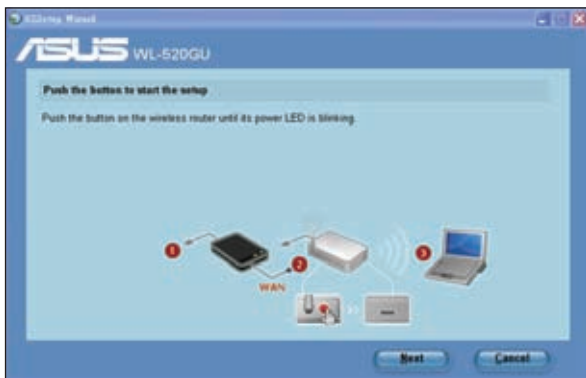 EZSetup Wizard
ASUS WL-520GU
Push the button to start the setup
Push the button on the wireless router until its power LED is blinking.
1
2
3
WAN
Next
Cancel